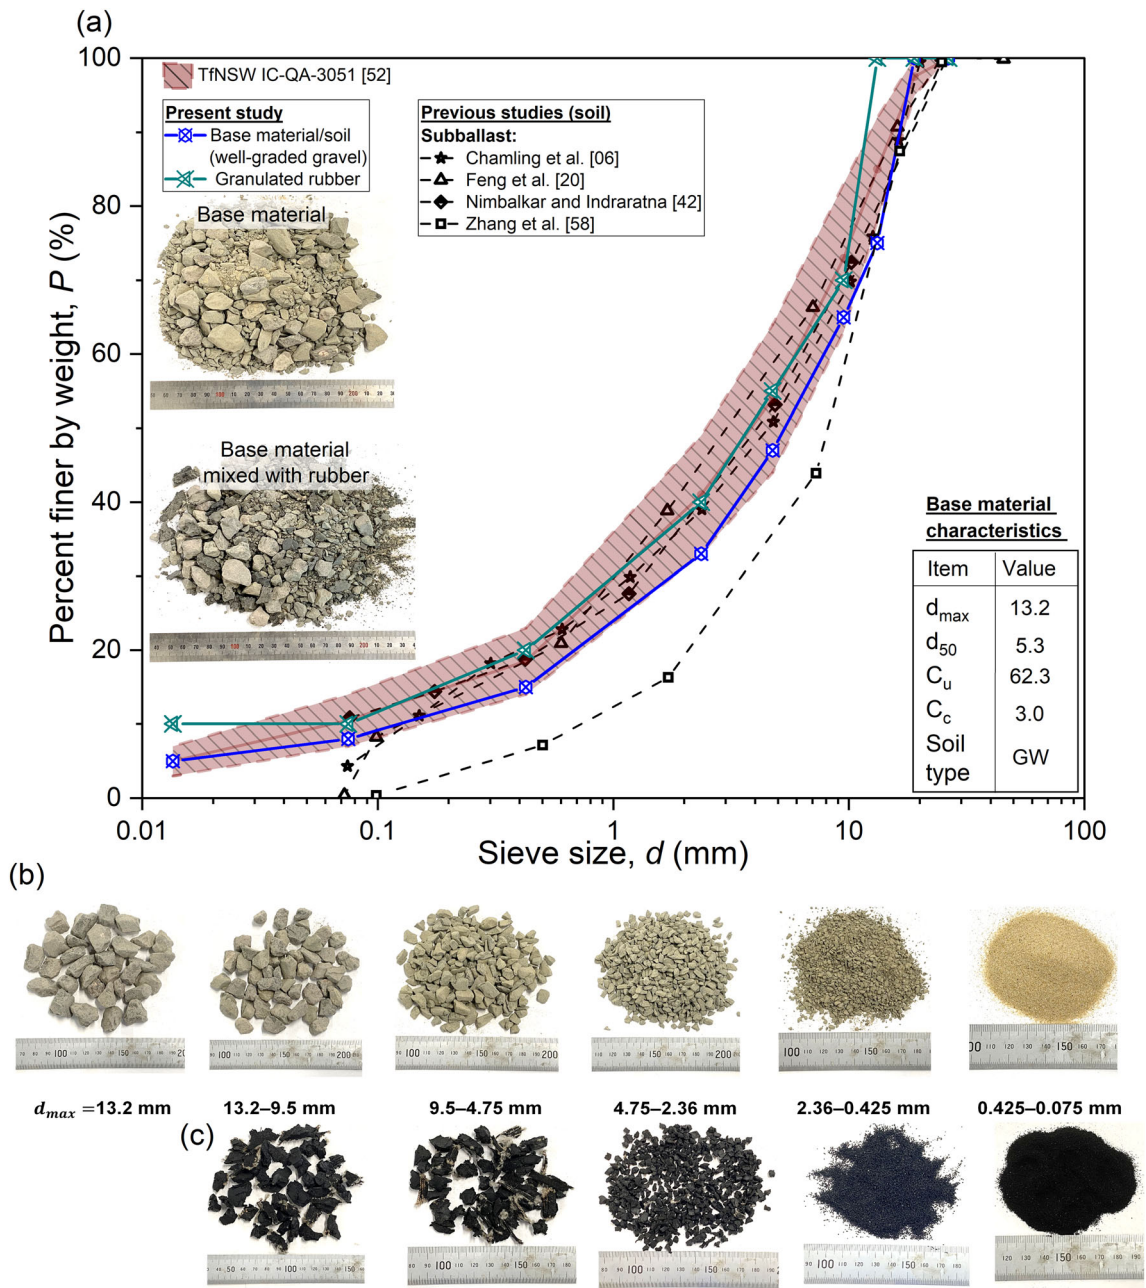 (a)
100
80
60
40
20
0
Percent finer by weight, P (%)
TfNSW IC-QA-3051 [52]
Present study
Base material/soil
(well-graded gravel)
Granulated rubber
Previous studies (soil)
Subballast:
Chamling et al. [06]
Feng et al. [20]
Nimbalkar and Indraratna [42]
Zhang et al. [58]
Base material
Base material
mixed with rubber
Base material
characteristics
Item Value
dmax 13.2
d50 5.3
Cu 62.3
Cc 3.0
Soil type GW
0.01 0.1 1 10 100
Sieve size, d (mm)
(b)
dmax =13.2 mm 13.2–9.5 mm 9.5–4.75 mm 4.75–2.36 mm 2.36–0.425 mm 0.425–0.075 mm
(c)